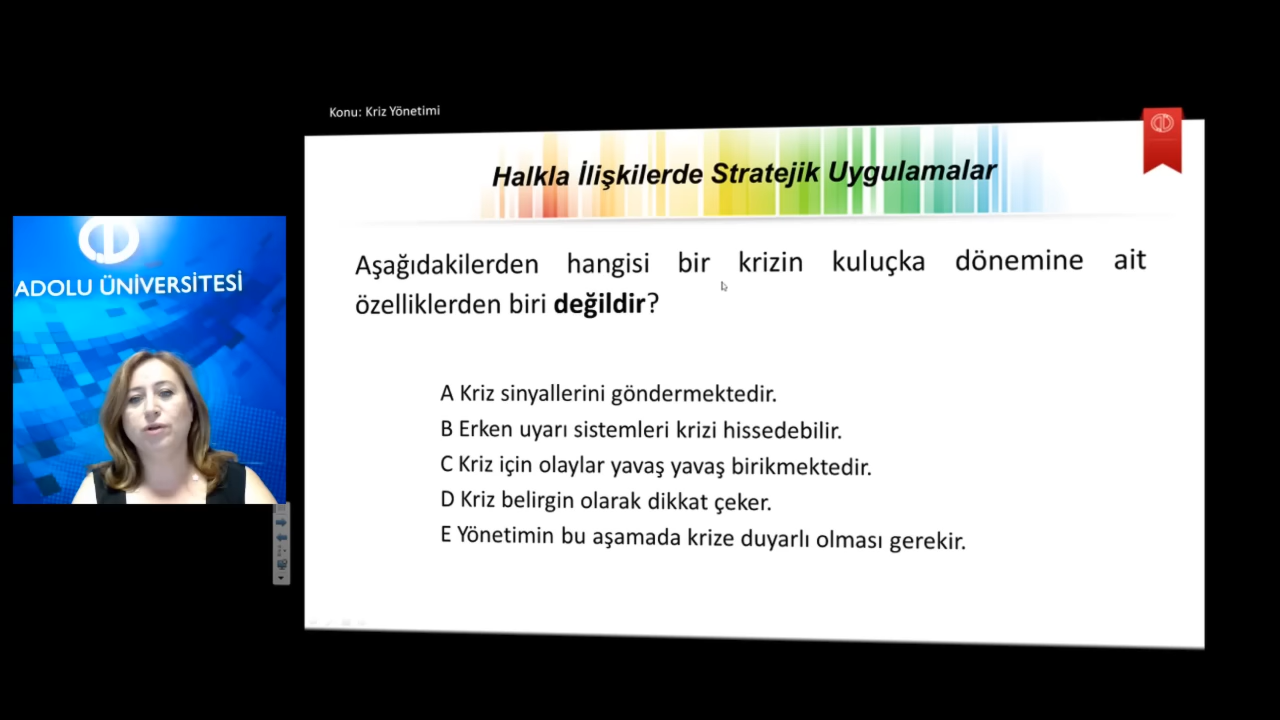 Konu: Kriz Yönetimi
Halkla İlişkilerde Stratejik Uygulamalar
ADOLU ÜNİVERSİTESİ
Aşağıdakilerden hangisi bir krizin kuluçka dönemine ait
özelliklerden biri değildir?
A Kriz sinyallerini göndermektedir.
B Erken uyarı sistemleri krizi hissedebilir.
C Kriz için olaylar yavaş yavaş birikmektedir.
D Kriz belirgin olarak dikkat çeker.
E Yönetimin bu aşamada krize duyarlı olması gerekir.